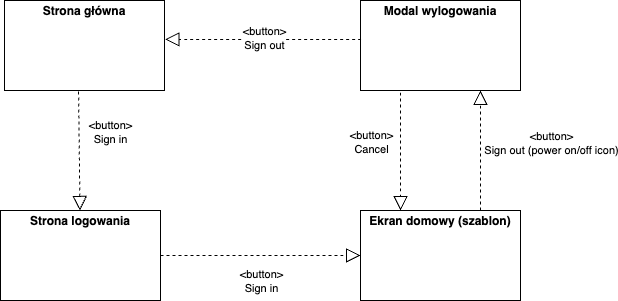 Strona główna
Modal wylogowania
<button>
Sign out
<button>
Sign in
<button>
Cancel
<button>
Sign out (power on/off icon)
Strona logowania
Ekran domowy (szablon)
<button>
Sign in